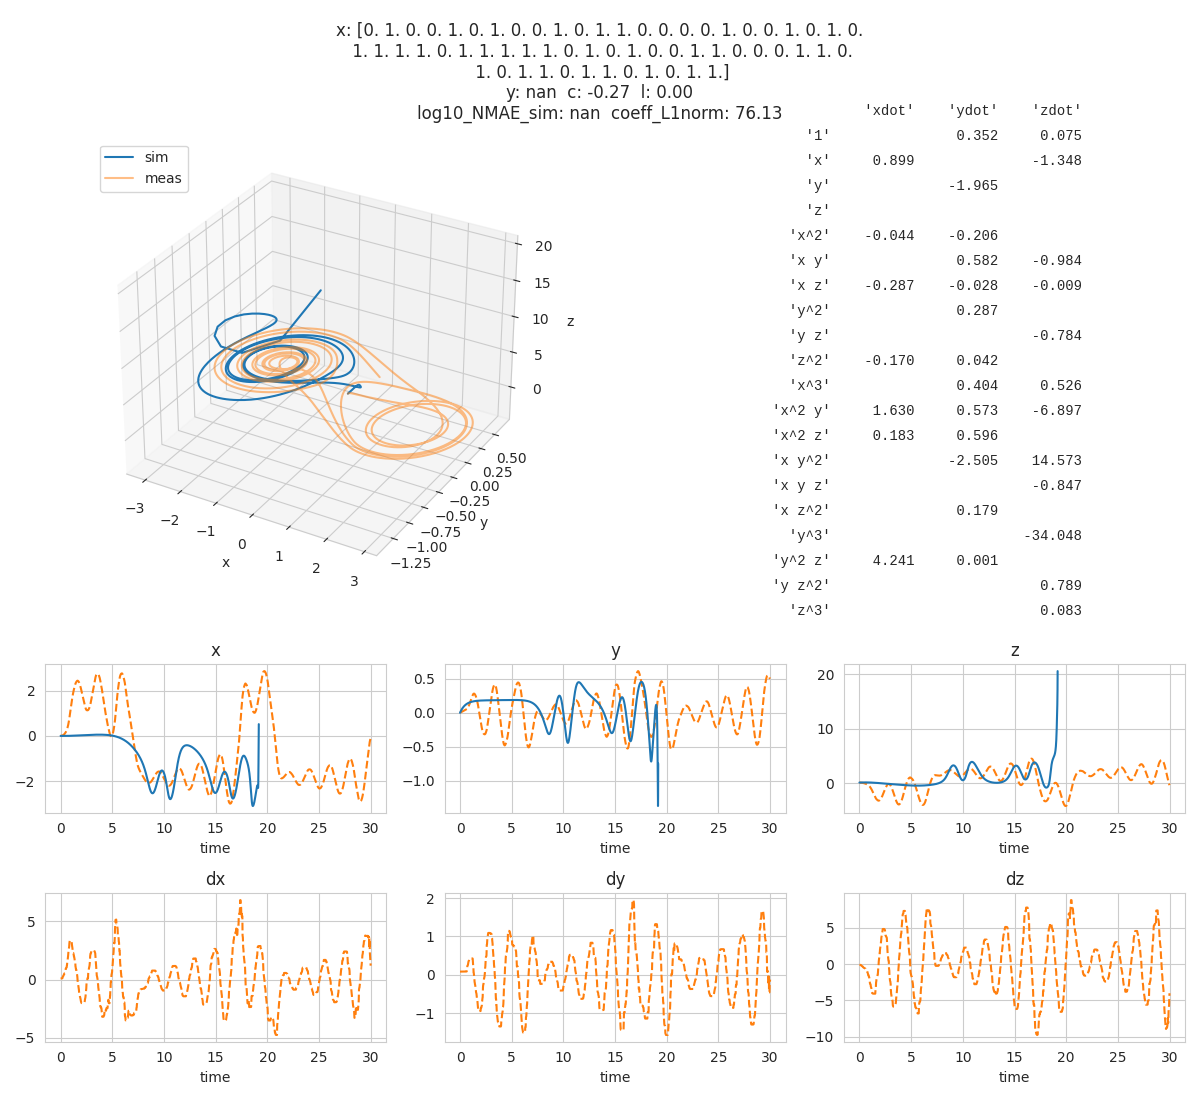 x: [0. 1. 0. 0. 1. 0. 1. 0. 0. 1. 0. 1. 1. 0. 0. 0. 0. 1. 0. 0. 1. 0. 1. 0.
1. 1. 1. 1. 0. 1. 1. 1. 1. 1. 0. 1. 0. 1. 0. 0. 1. 1. 0. 0. 0. 1. 1. 0.
1. 0. 1. 1. 0. 1. 1. 0. 1. 0. 1. 1.]
y: nan c: -0.27 l: 0.00
log10_NMAE_sim: nan coeff_L1norm: 76.13
sim
meas
20
15
10
5
0
z
0.50
0.25
0.00
−0.25
−0.50
−0.75
−1.00
−1.25
y
−3
−2
−1
0
1
2
3
x
'xdot' 'ydot' 'zdot'
'1' 0.352 0.075
'x' 0.899 -1.348
'y' -1.965
'z'
'x^2' -0.044 -0.206
'x y' 0.582 -0.984
'x z' -0.287 -0.028 -0.009
'y^2' 0.287
'y z' -0.784
'z^2' -0.170 0.042
'x^3' 0.404 0.526
'x^2 y' 1.630 0.573 -6.897
'x^2 z' 0.183 0.596
'x y^2' -2.505 14.573
'x y z' -0.847
'x z^2' 0.179
'y^3' -34.048
'y^2 z' 4.241 0.001
'y z^2' 0.789
'z^3' 0.083
x
2
0
−2
0 5 10 15 20 25 30
time
y
0.5
0.0
−0.5
−1.0
0 5 10 15 20 25 30
time
z
20
10
0
0 5 10 15 20 25 30
time
dx
5
0
−5
0 5 10 15 20 25 30
time
dy
2
1
0
−1
0 5 10 15 20 25 30
time
dz
5
0
−5
−10
0 5 10 15 20 25 30
time